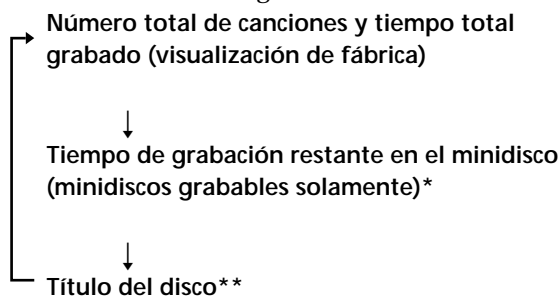 Número total de canciones y tiempo total
grabado (visualización de fábrica)
Tiempo de grabación restante en el minidisco
(minidiscos grabables solamente)*
Título del disco**